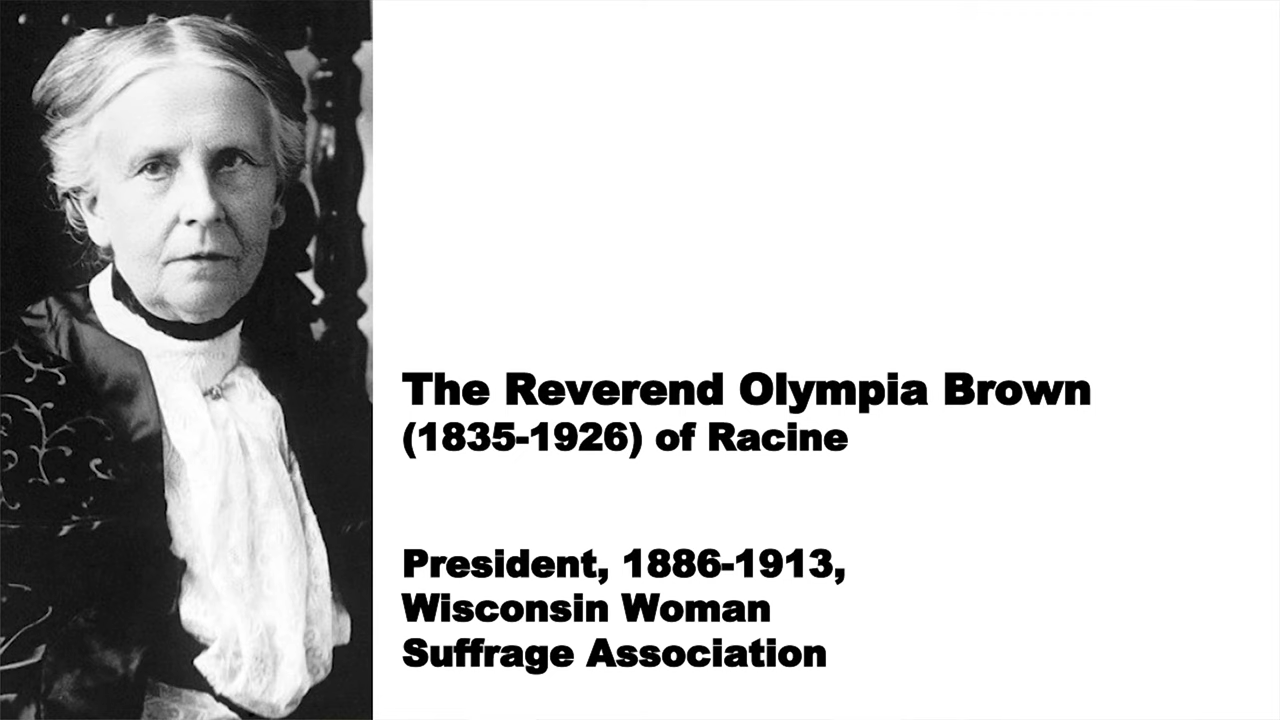 The Reverend Olympia Brown
(1835-1926) of Racine
President, 1886-1913,
Wisconsin Woman
Suffrage Association